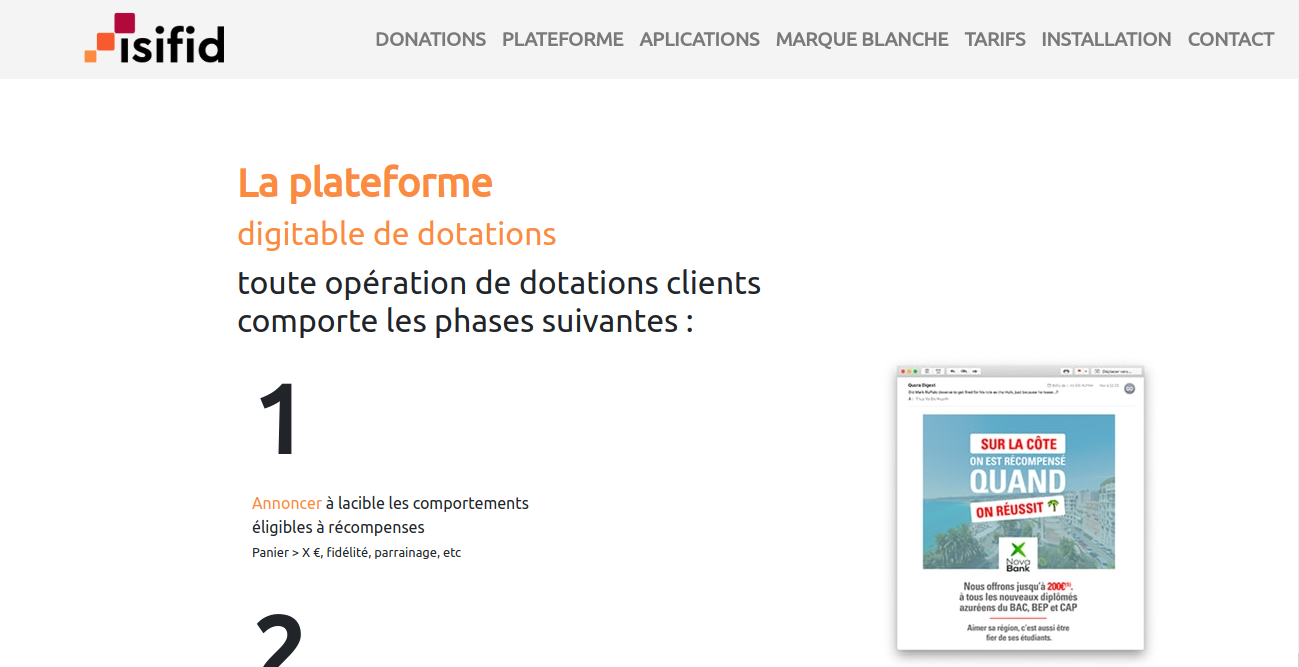 isifid
DONATIONS PLATEFORME APLICATIONS MARQUE BLANCHE TARIFS INSTALLATION CONTACT
La plateforme
digitable de dotations
toute opération de dotations clients
comporte les phases suivantes :
1
Annoncer à lacible les comportements
éligibles à récompenses
Panier > X €, fidélité, parrainage, etc
2
Quora Digest
SUR LA CÔTE
ON EST RÉCOMPENSÉ
QUAND
ON RÉUSSIT
Nova
Bank
Nous offrons jusqu'à 200€
à tous les nouveaux diplômés
azuréens du BAC, BEP et CAP
Aimer sa région, c'est aussi être
fier de ses étudiants.